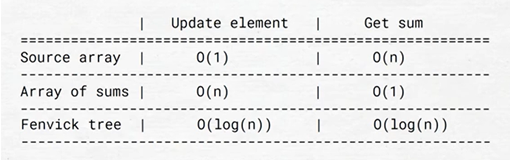 | Update element | Get sum
=========================================================
Source array | O(1) | O(n)
---------------------------------------------------------
Array of sums | O(n) | O(1)
---------------------------------------------------------
Fenvick tree | O(log(n)) | O(log(n))
---------------------------------------------------------